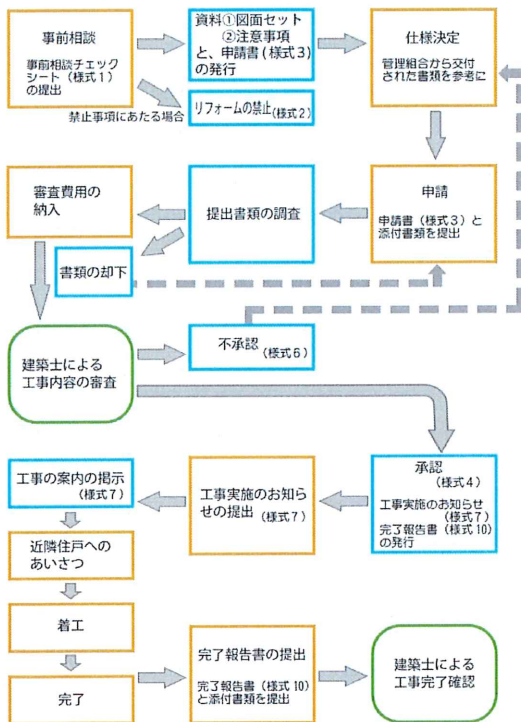 事前相談
事前相談チェック
シート（様式1）
の提出
資料①図面セット
②注意事項
と、申請書(様式3)
の発行
仕様決定
管理組合から交付
された書類を参考に
禁止事項にあたる場合
リフォームの禁止(様式2)
審査費用の
納入
提出書類の調査
申請
申請書（様式3）と
添付書類を提出
書類の却下
建築士による
工事内容の審査
不承認
(様式6)
工事の案内の掲示
(様式7)
工事実施のお知ら
せの提出
(様式7)
承認
(様式4)
工事実施のお知らせ
(様式7)
完了報告書(様式10)
の発行
近隣住戸への
あいさつ
着工
完了
完了報告書の提出
完了報告書（様式10）
と添付書類を提出
建築士による
工事完了確認